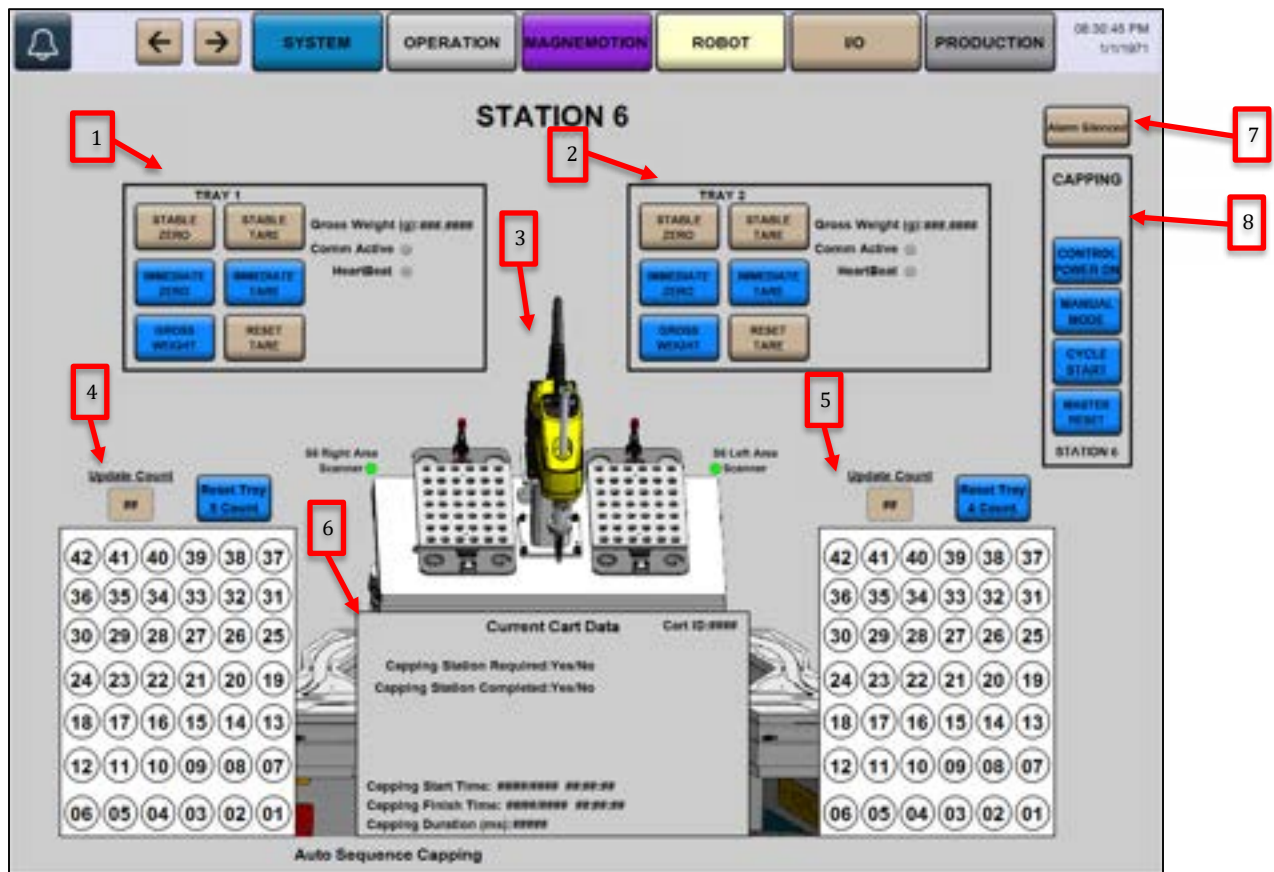 SYSTEM
OPERATION
MAGNEMOTION
ROBOT
I/O
PRODUCTION
08:30:45 PM
1/1/1971
STATION 6
1
2
7
Alarm Silenced
TRAY 1
STABLE ZERO
STABLE TARE
Gross Weight (g):###.####
Comm Active
HeartBeat
IMMEDIATE ZERO
IMMEDIATE TARE
GROSS WEIGHT
RESET TARE
3
TRAY 2
STABLE ZERO
STABLE TARE
Gross Weight (g):###.####
Comm Active
HeartBeat
IMMEDIATE ZERO
IMMEDIATE TARE
GROSS WEIGHT
RESET TARE
8
CAPPING
CONTROL POWER ON
MANUAL MODE
CYCLE START
MASTER RESET
STATION 6
4
5
S6 Right Area
Scanner
S6 Left Area
Scanner
Update Count
##
Reset Tray
Count
Update Count
##
Reset Tray
4 Count
6
42 41 40 39 38 37
36 35 34 33 32 31
30 29 28 27 26 25
24 23 22 21 20 19
18 17 16 15 14 13
12 11 10 09 08 07
06 05 04 03 02 01
Current Cart Data
Cart ID:####
Capping Station Required:Yes/No
Capping Station Completed:Yes/No
Capping Start Time: ##/##/#### ##:##:##
Capping Finish Time: ##/##/#### ##:##:##
Capping Duration (ms):#####
42 41 40 39 38 37
36 35 34 33 32 31
30 29 28 27 26 25
24 23 22 21 20 19
18 17 16 15 14 13
12 11 10 09 08 07
06 05 04 03 02 01
Auto Sequence Capping